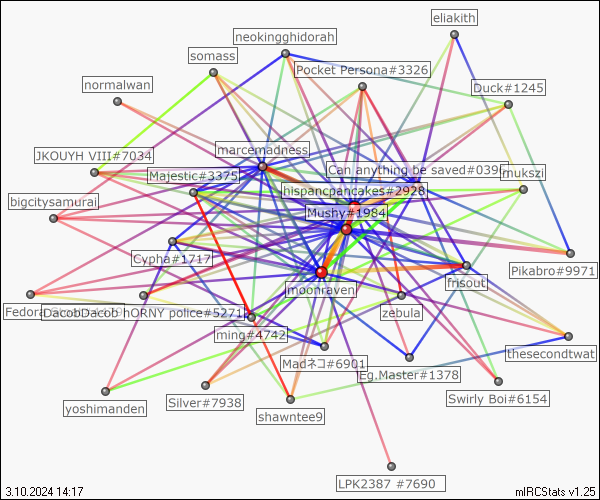 eliakith
neokingghidorah
somass
Pocket Persona#3326
normalwan
Duck#1245
marcemadness
JKOUYH VIII#7034
Can anything be saved#039
Majestic#3375
mukszi
hispancpancakes#2928
bigcitysamurai
Mushy#1984
Cypha#1717
Pikabro#9971
frisout
moonraven
Fedora
DacobDacob hORNY police#5271
zebula
ming#4742
thesecondtwat
Madネコ#6901
Eg.Master#1378
yoshimanden
Silver#7938
Swirly Boi#6154
shawntee9
LPK2387 #7690
3.10.2024 14:17
mIRCStats v1.25